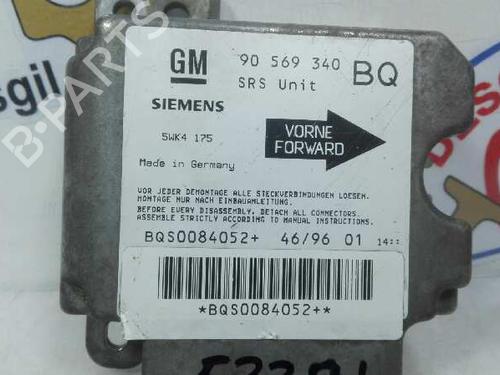 GM 90 569 340 BQ
SRS Unit
SIEMENS
5WK4 175
VORNE
FORWARD
Made in Germany
VOR JEDER DEMONTAGE ALLE STECKVERBINDUNGEN LOESEN.
MONTAGE NUR NACH EINBAUANLEITUNG.
BEFORE EVERY DISASSEMBLY, DETACH ALL CONNECTORS.
ASSEMBLE STRICTLY ACCORDING TO MANUAL INSTRUCTIONS.
BQS0084052+ 46/96 01 14::
*BQS0084052+*
B-PARTS
esgil